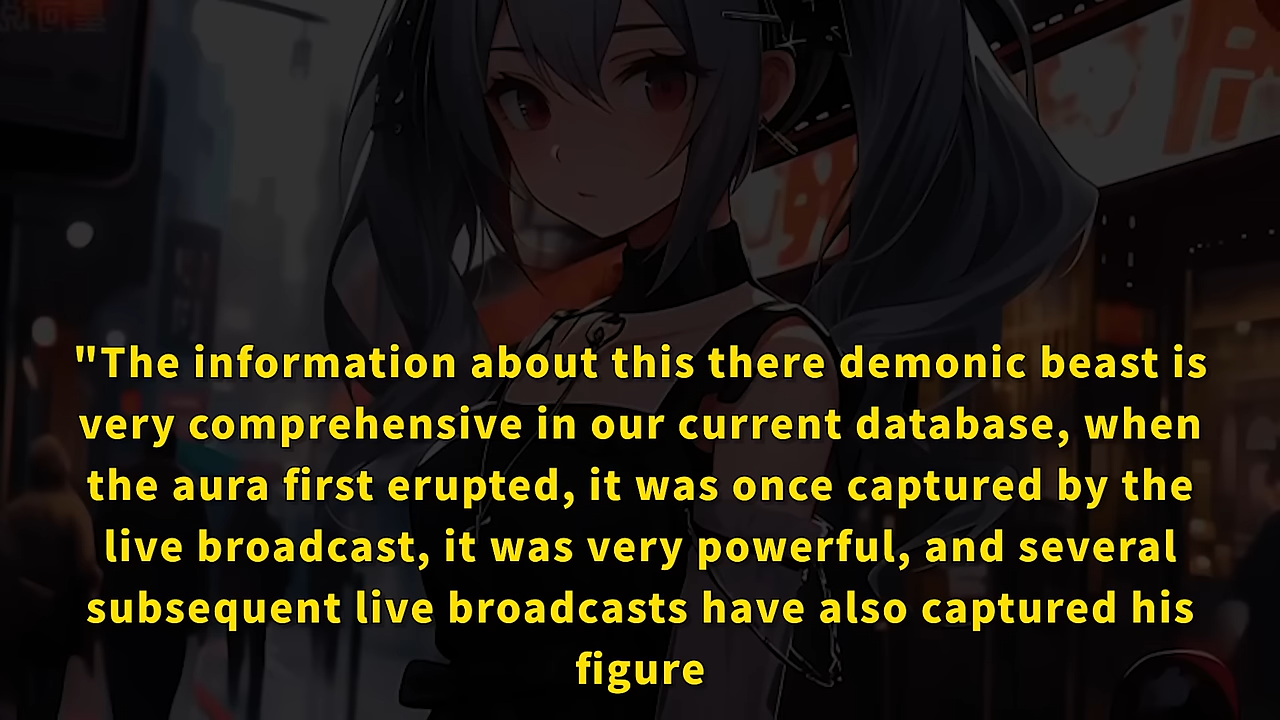 "The information about this there demonic beast is
very comprehensive in our current database, when
the aura first erupted, it was once captured by the
live broadcast, it was very powerful, and several
subsequent live broadcasts have also captured his
figure